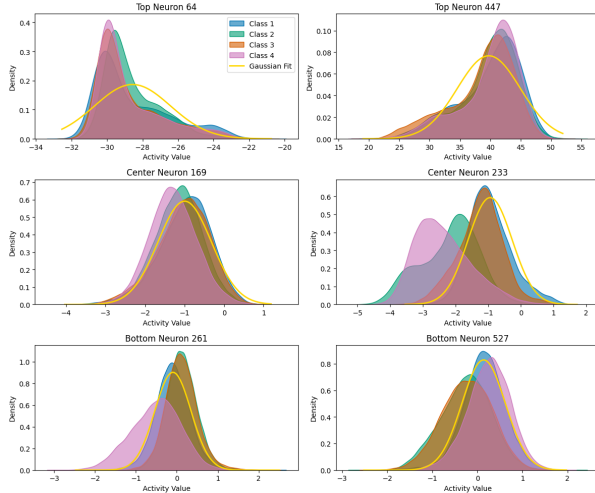 Top Neuron 64
Density
0.4
0.3
0.2
0.1
0.0
−34 −32 −30 −28 −26 −24 −22 −20
Activity Value
Class 1
Class 2
Class 3
Class 4
Gaussian Fit
Top Neuron 447
Density
0.10
0.08
0.06
0.04
0.02
0.00
15 20 25 30 35 40 45 50 55
Activity Value
Center Neuron 169
Density
0.7
0.6
0.5
0.4
0.3
0.2
0.1
0.0
−4 −3 −2 −1 0 1
Activity Value
Center Neuron 233
Density
0.6
0.5
0.4
0.3
0.2
0.1
0.0
−5 −4 −3 −2 −1 0 1 2
Activity Value
Bottom Neuron 261
Density
1.0
0.8
0.6
0.4
0.2
0.0
−3 −2 −1 0 1 2
Activity Value
Bottom Neuron 527
Density
0.8
0.6
0.4
0.2
0.0
−3 −2 −1 0 1 2
Activity Value